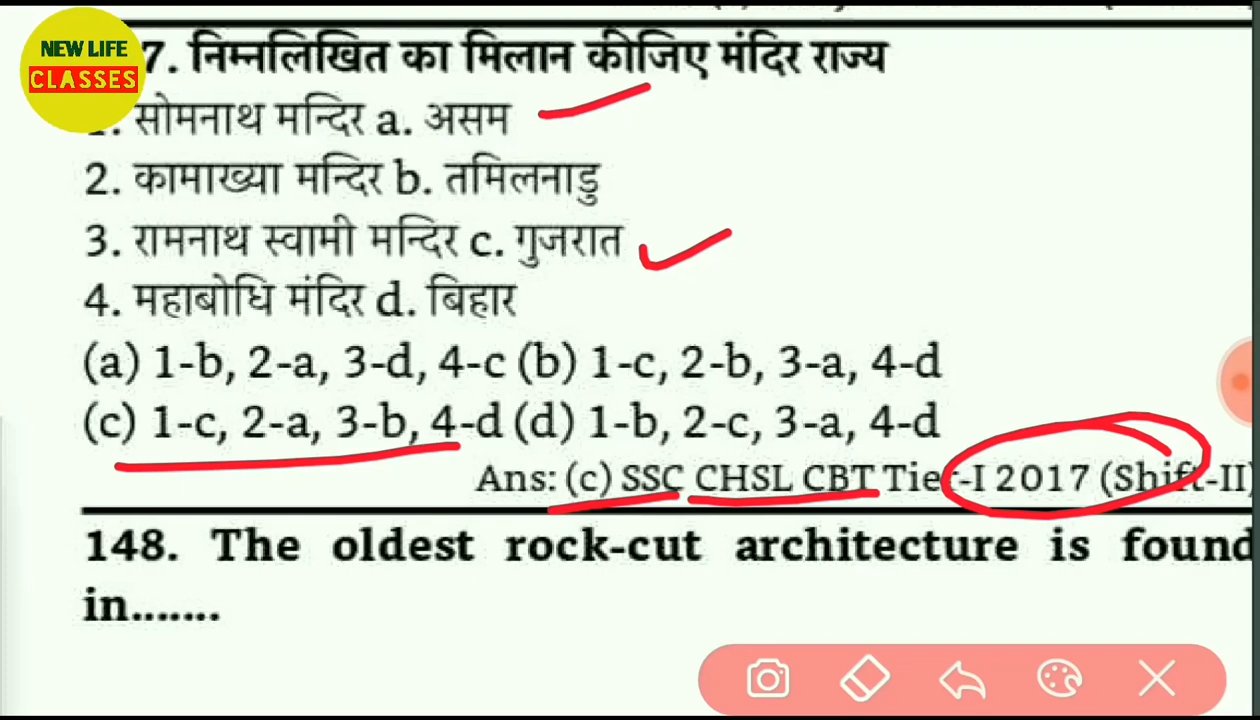 NEW LIFE
CLASSES
7. निम्नलिखित का मिलान कीजिए मंदिर राज्य
1. सोमनाथ मन्दिर a. असम
2. कामाख्या मन्दिर b. तमिलनाडु
3. रामनाथ स्वामी मन्दिर c. गुजरात
4. महाबोधि मंदिर d. बिहार
(a) 1-b, 2-a, 3-d, 4-c (b) 1-c, 2-b, 3-a, 4-d
(c) 1-c, 2-a, 3-b, 4-d (d) 1-b, 2-c, 3-a, 4-d
Ans: (c) SSC CHSL CBT Tier-I 2017 (Shift-II)
148. The oldest rock-cut architecture is found
in.......